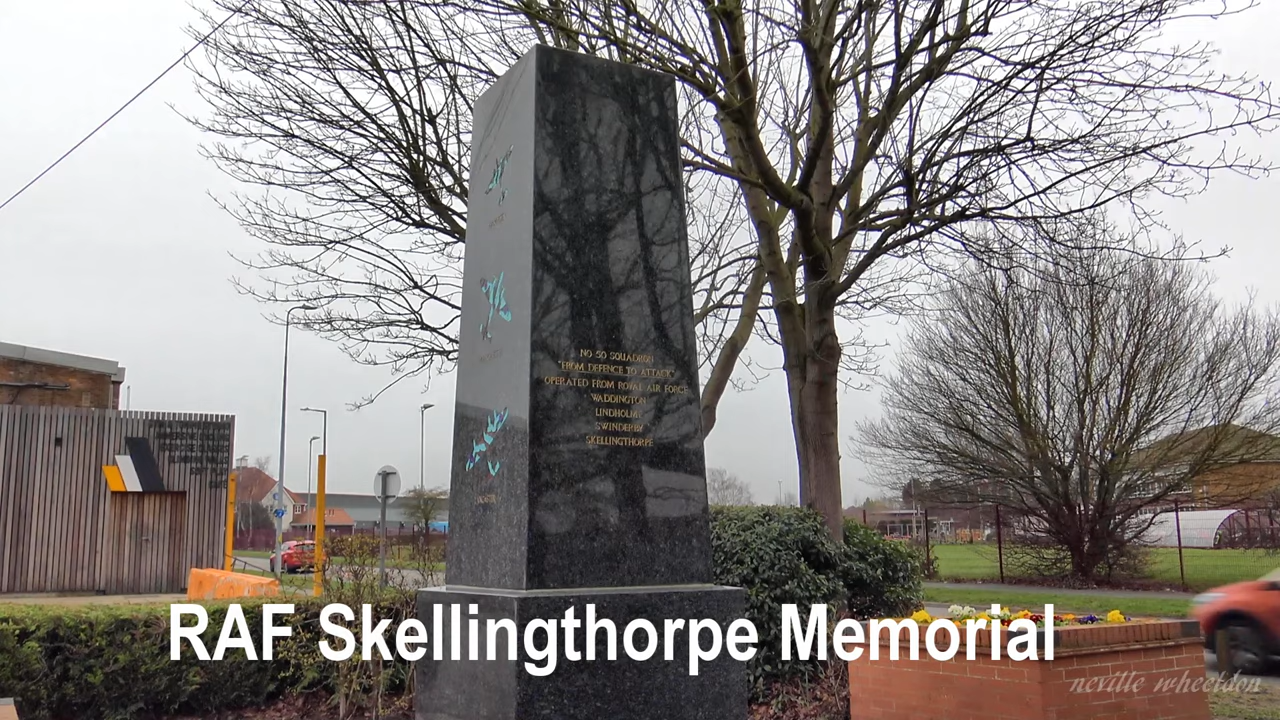 NO 50 SQUADRON
"FROM DEFENCE TO ATTACK"
OPERATED FROM ROYAL AIR FORCE
WADDINGTON
LINDHOLME
SWINDERBY
SKELLINGTHORPE
RAF Skellingthorpe Memorial
neville wheeldon